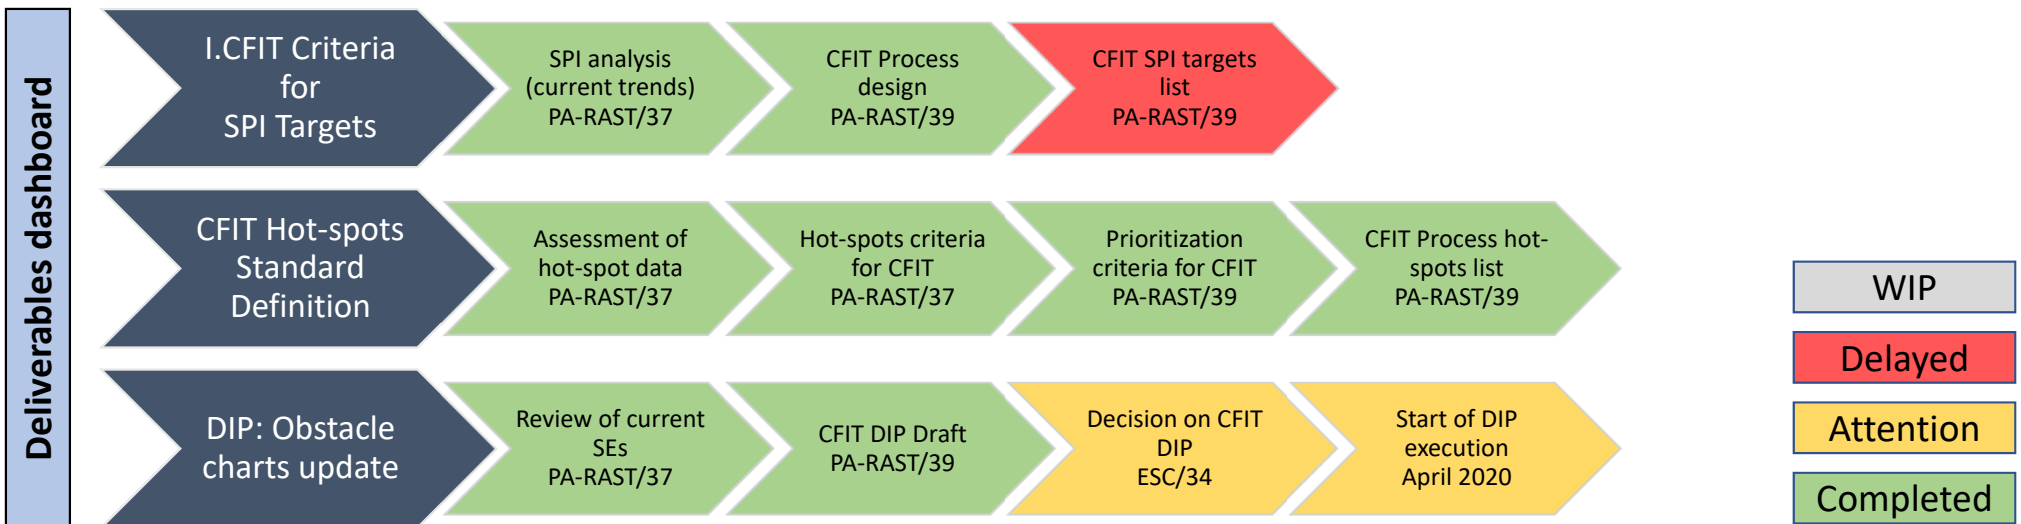 Deliverables dashboard
I.CFIT Criteria
for
SPI Targets
SPI analysis
(current trends)
PA-RAST/37
CFIT Process
design
PA-RAST/39
CFIT SPI targets
list
PA-RAST/39
CFIT Hot-spots
Standard
Definition
Assessment of
hot-spot data
PA-RAST/37
Hot-spots criteria
for CFIT
PA-RAST/37
Prioritization
criteria for CFIT
PA-RAST/39
CFIT Process hot-
spots list
PA-RAST/39
DIP: Obstacle
charts update
Review of current
SEs
PA-RAST/37
CFIT DIP Draft
PA-RAST/39
Decision on CFIT
DIP
ESC/34
Start of DIP
execution
April 2020
WIP
Delayed
Attention
Completed